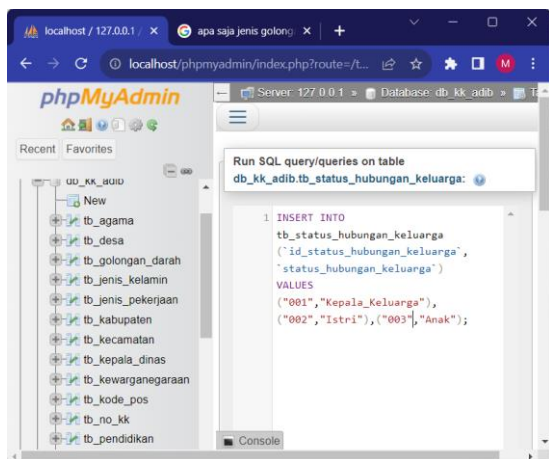 localhost / 127.0.0.1 /
apa saja jenis golong
localhost/phpmyadmin/index.php?route=/t...
M
phpMyAdmin
Recent Favorites
Server: 127.0.0.1 » Database: db_kk_adib »
db_kk_adib
New
tb_agama
tb_desa
tb_golongan_darah
tb_jenis_kelamin
tb_jenis_pekerjaan
tb_kabupaten
tb_kecamatan
tb_kepala_dinas
tb_kewarganegaraan
tb_kode_pos
tb_no_kk
tb_pendidikan
Run SQL query/queries on table
db_kk_adib.tb_status_hubungan_keluarga:
1 INSERT INTO
tb_status_hubungan_keluarga
(`id_status_hubungan_keluarga`,
`status_hubungan_keluarga`)
VALUES
("001","Kepala_Keluarga"),
("002","Istri"),("003","Anak");
Console